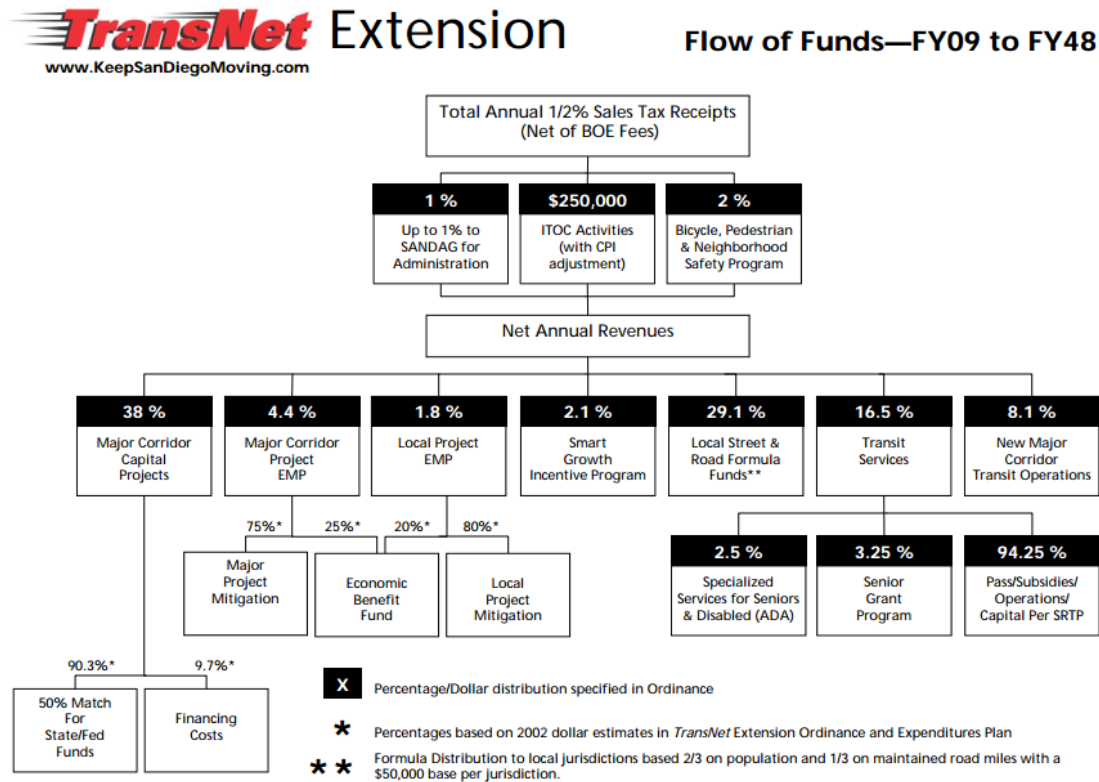 TransNet Extension
www.KeepSanDiegoMoving.com
Flow of Funds—FY09 to FY48
Total Annual 1/2% Sales Tax Receipts
(Net of BOE Fees)
1 %
Up to 1% to
SANDAG for
Administration
$250,000
ITOC Activities
(with CPI
adjustment)
2 %
Bicycle, Pedestrian
& Neighborhood
Safety Program
Net Annual Revenues
38 %
Major Corridor
Capital
Projects
4.4 %
Major Corridor
Project
EMP
1.8 %
Local Project
EMP
2.1 %
Smart
Growth
Incentive Program
29.1 %
Local Street &
Road Formula
Funds**
16.5 %
Transit
Services
8.1 %
New Major
Corridor
Transit Operations
75%*
25%*
20%*
80%*
Major
Project
Mitigation
Economic
Benefit
Fund
Local
Project
Mitigation
2.5 %
Specialized
Services for Seniors
& Disabled (ADA)
3.25 %
Senior
Grant
Program
94.25 %
Pass/Subsidies/
Operations/
Capital Per SRTP
90.3%*
9.7%*
50% Match
For
State/Fed
Funds
Financing
Costs
X Percentage/Dollar distribution specified in Ordinance
* Percentages based on 2002 dollar estimates in TransNet Extension Ordinance and Expenditures Plan
** Formula Distribution to local jurisdictions based 2/3 on population and 1/3 on maintained road miles with a
$50,000 base per jurisdiction.